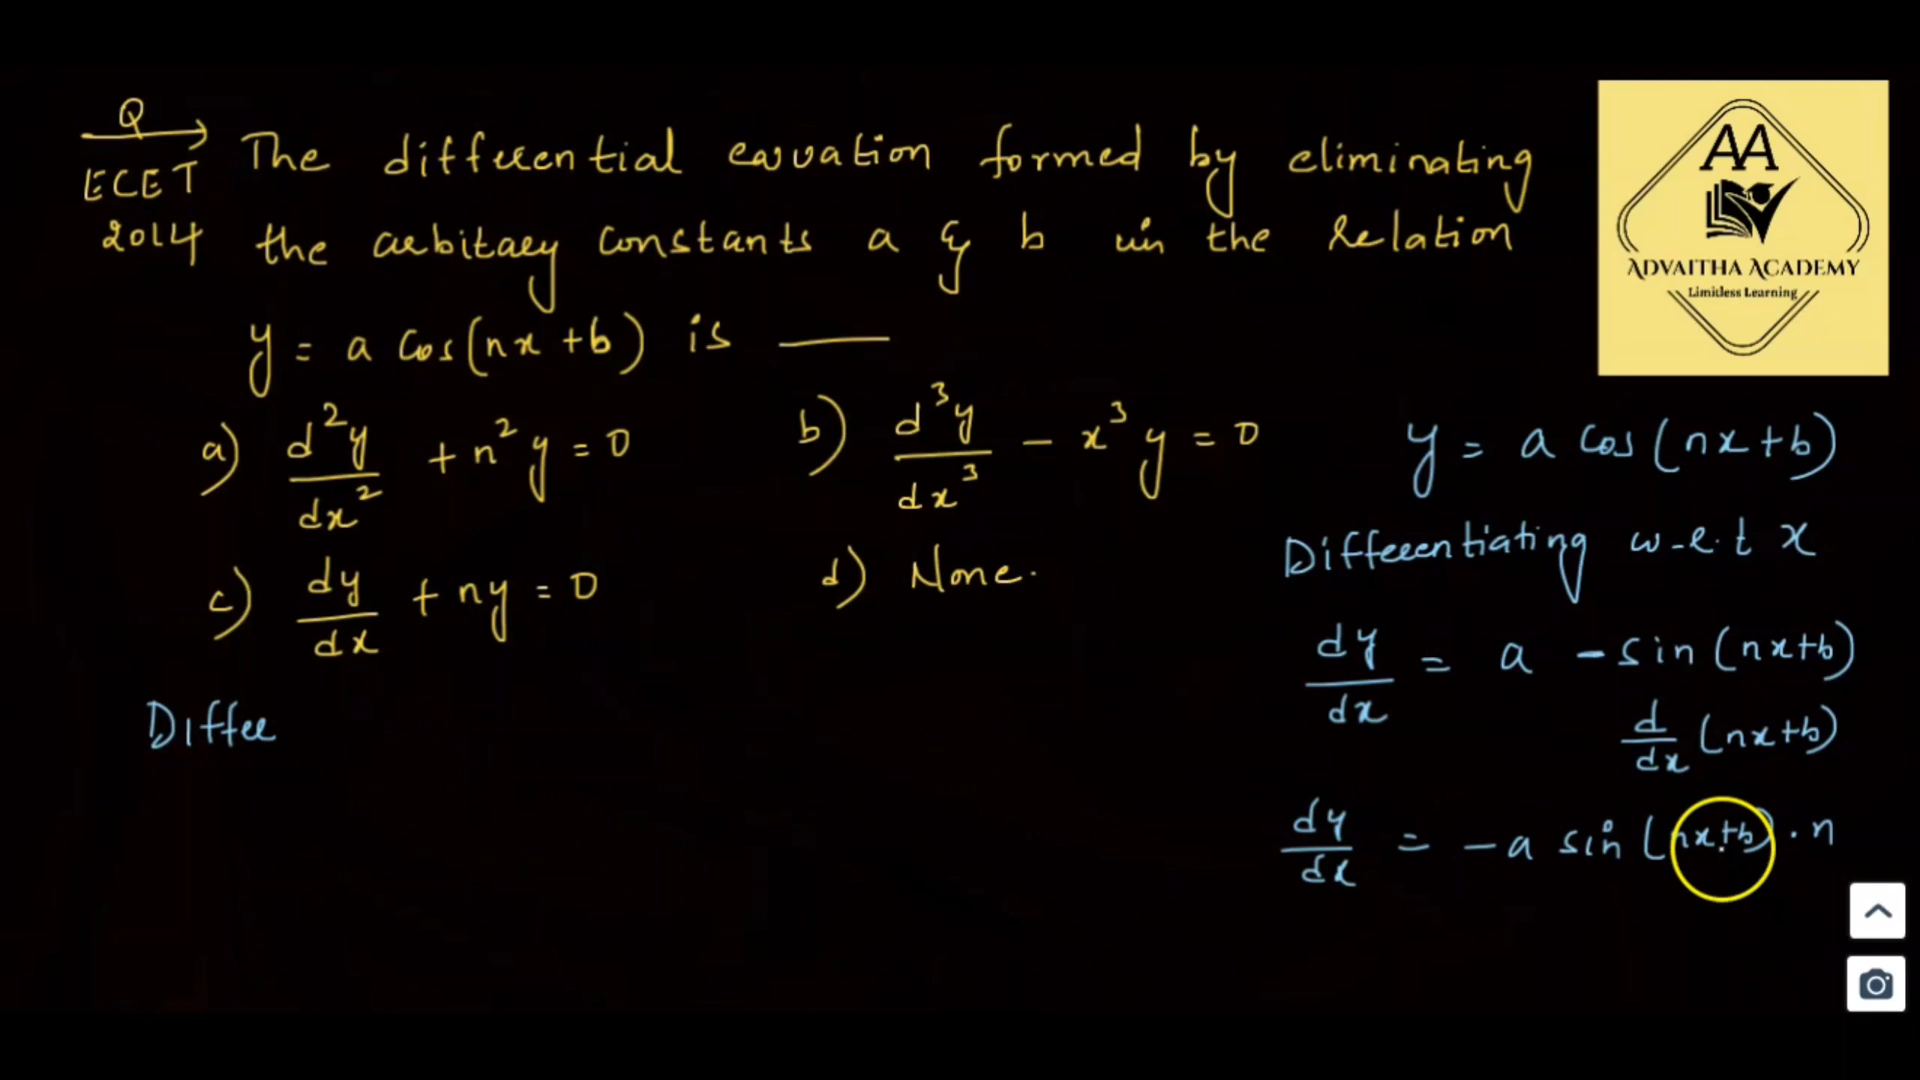 Q
ECET
2014
The differential equation formed by eliminating
the arbitary constants a & b in the relation
y = a cos(nx+b) is ____
a) d²y/dx² + n²y = 0
b) d³y/dx³ - x³y = 0
c) dy/dx + ny = 0
d) None.
Differe
AA
ADVAITHA ACADEMY
Limitless Learning
y = a cos(nx+b)
Differentiating w.r.t x
dy/dx = a -sin(nx+b)
d/dx (nx+b)
dy/dx = -a sin(nx+b).n